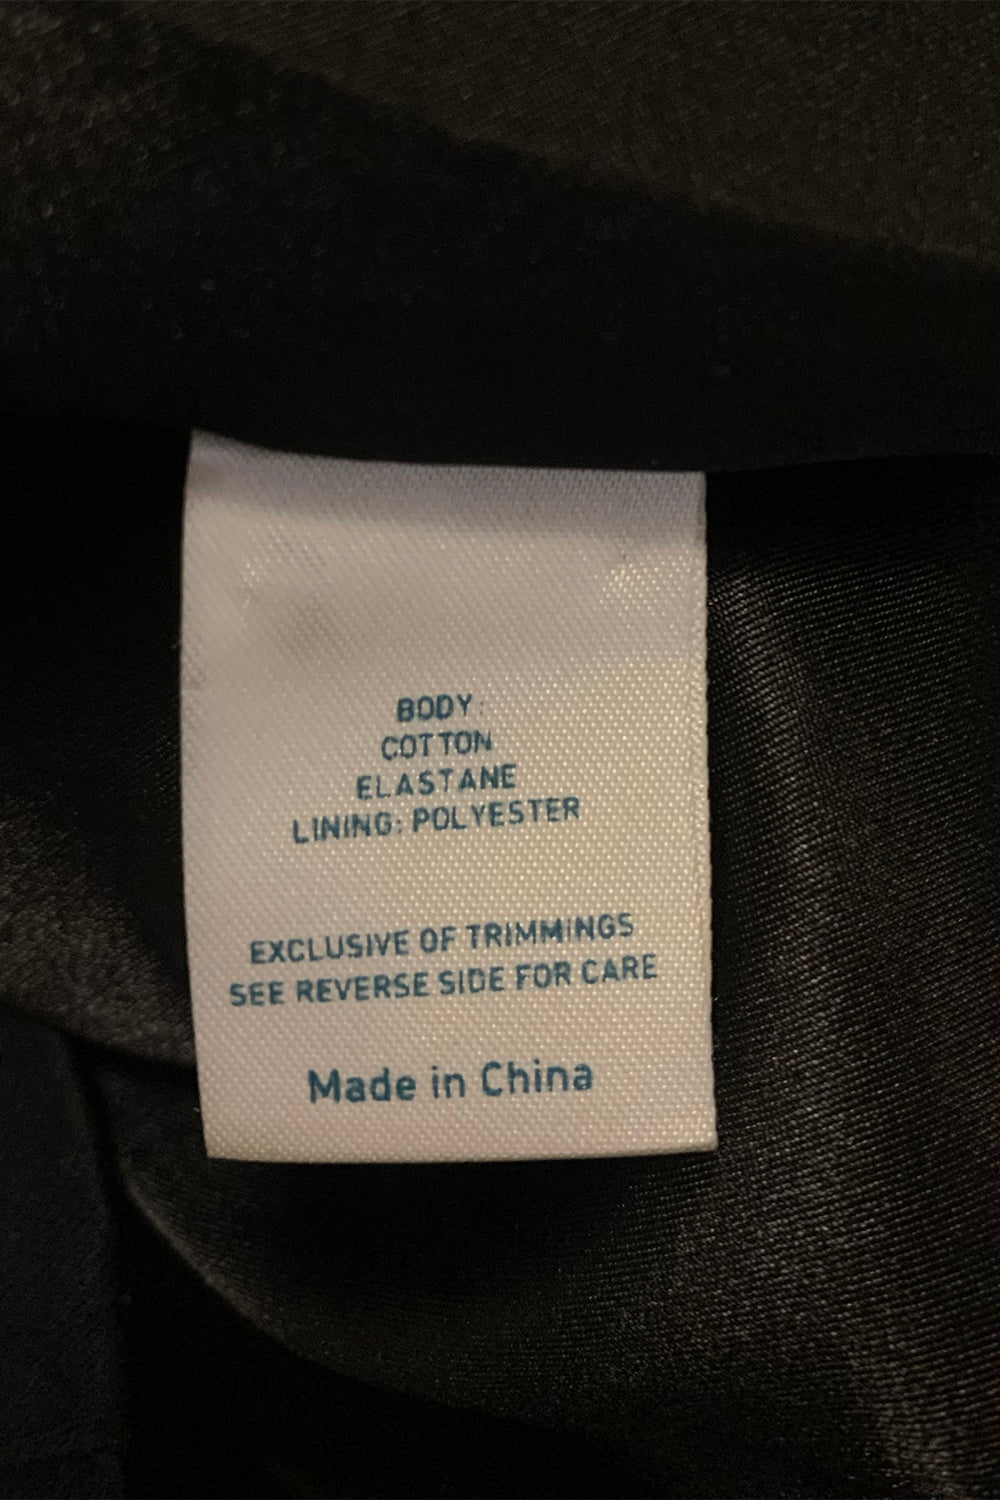 BODY:
COTTON
ELASTANE
LINING: POLYESTER
EXCLUSIVE OF TRIMMINGS
SEE REVERSE SIDE FOR CARE
Made in China